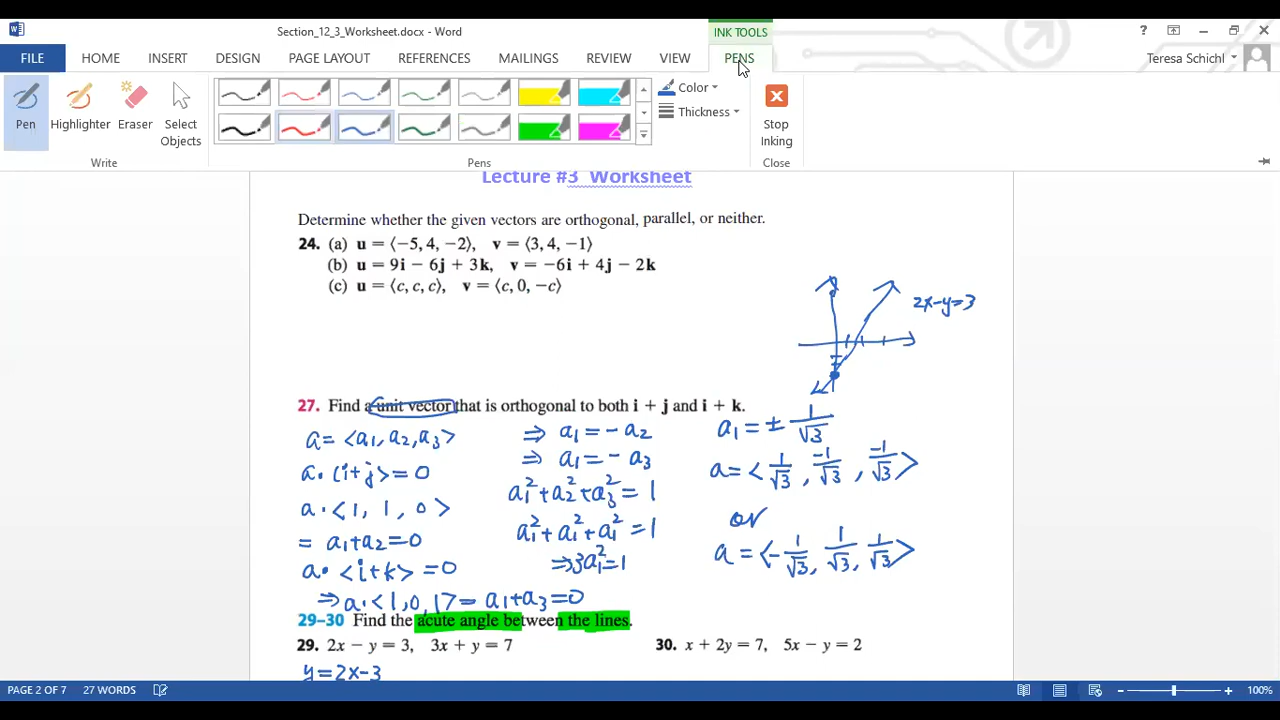 Section_12_3_Worksheet.docx - Word
INK TOOLS
FILE HOME INSERT DESIGN PAGE LAYOUT REFERENCES MAILINGS REVIEW VIEW PENS
Teresa Schichl
Pen Highlighter Eraser Select Objects
Color
Thickness
Stop Inking
Write Pens Close
Lecture #3 Worksheet
Determine whether the given vectors are orthogonal, parallel, or neither.
24. (a) u = ⟨−5, 4, −2⟩, v = ⟨3, 4, −1⟩
(b) u = 9i − 6j + 3k, v = −6i + 4j − 2k
(c) u = ⟨c, c, c⟩, v = ⟨c, 0, −c⟩
2x-y=3
27. Find a unit vector that is orthogonal to both i + j and i + k.
a = <a₁, a₂, a₃>
a · <i+j> = 0
a · <1, 1, 0>
= a₁+a₂=0
a · <i+k> = 0
⇒ a·<1,0,1> = a₁+a₃=0
⇒ a₁ = -a₂
⇒ a₁ = -a₃
a₁²+a₂²+a₃² = 1
a₁²+a₁²+a₁² = 1
⇒3a₁²=1
a₁ = ± 1/√3
a = <1/√3, -1/√3, -1/√3>
or
a = <-1/√3, 1/√3, 1/√3>
29–30 Find the acute angle between the lines.
29. 2x − y = 3, 3x + y = 7
30. x + 2y = 7, 5x − y = 2
y=2x-3
PAGE 2 OF 7 27 WORDS
100%